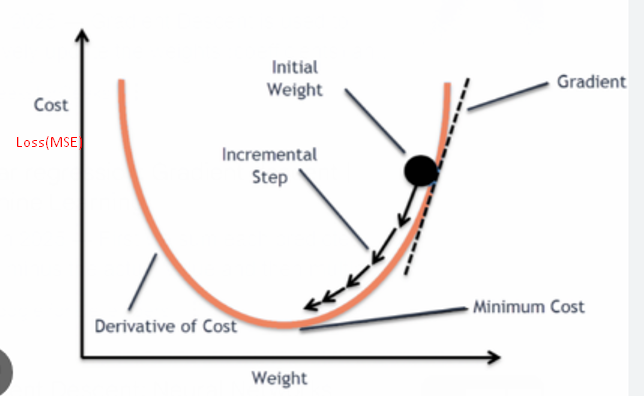 Initial
Weight
Gradient
Cost
Loss(MSE)
Incremental
Step
Minimum Cost
Derivative of Cost
Weight